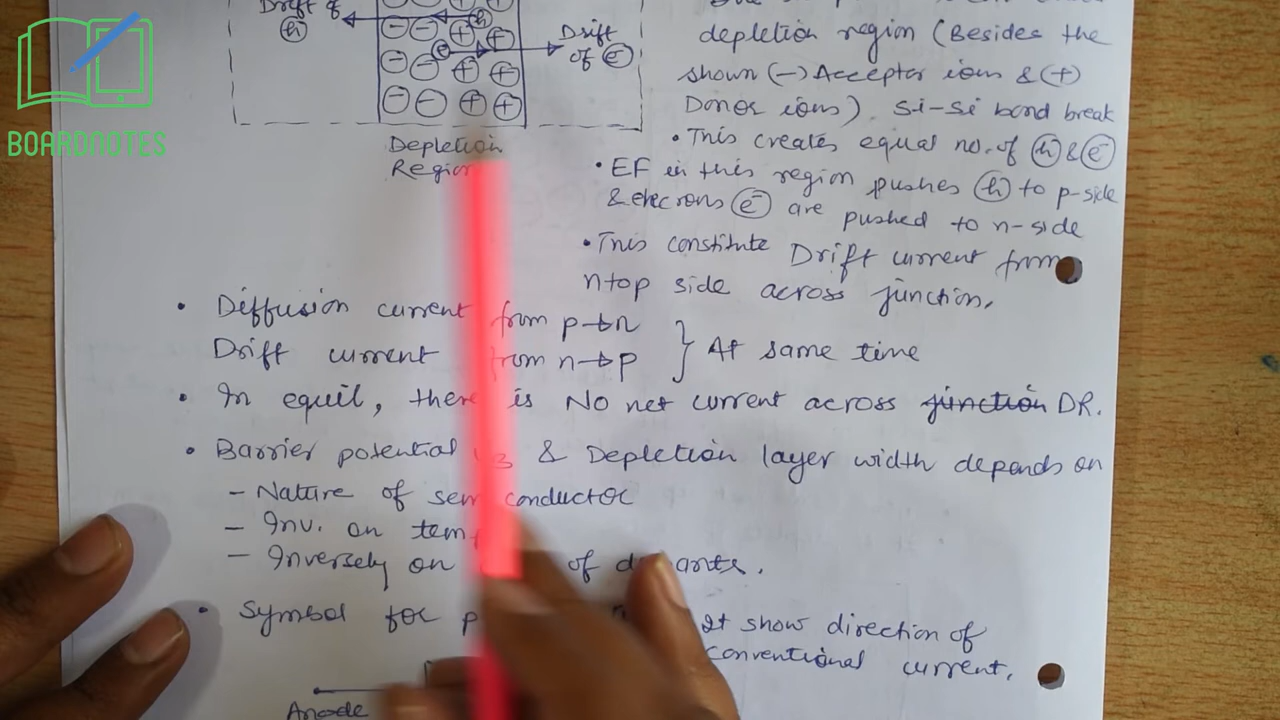 BOARDNOTES
Drift of
h
Drift
of e-
Depletion
Region
depletion region (Besides the
shown (-) Acceptor ions & (+)
Donor ions). Si-Si bond break
• This creates equal no. of h & e-
• EF in this region pushes h to p-side
& elecrons e- are pushed to n-side
• This constitute Drift current from
n to p side across junction.
• Diffusion current from p→n
Drift current from n→p } At same time
• In equil, there is No net current across junction DR.
• Barrier potential & Depletion layer width depends on
- Nature of semiconductor
- Inv. on temp
- Inversely on of dopants.
• Symbol for p
It show direction of
conventional current.
Anode